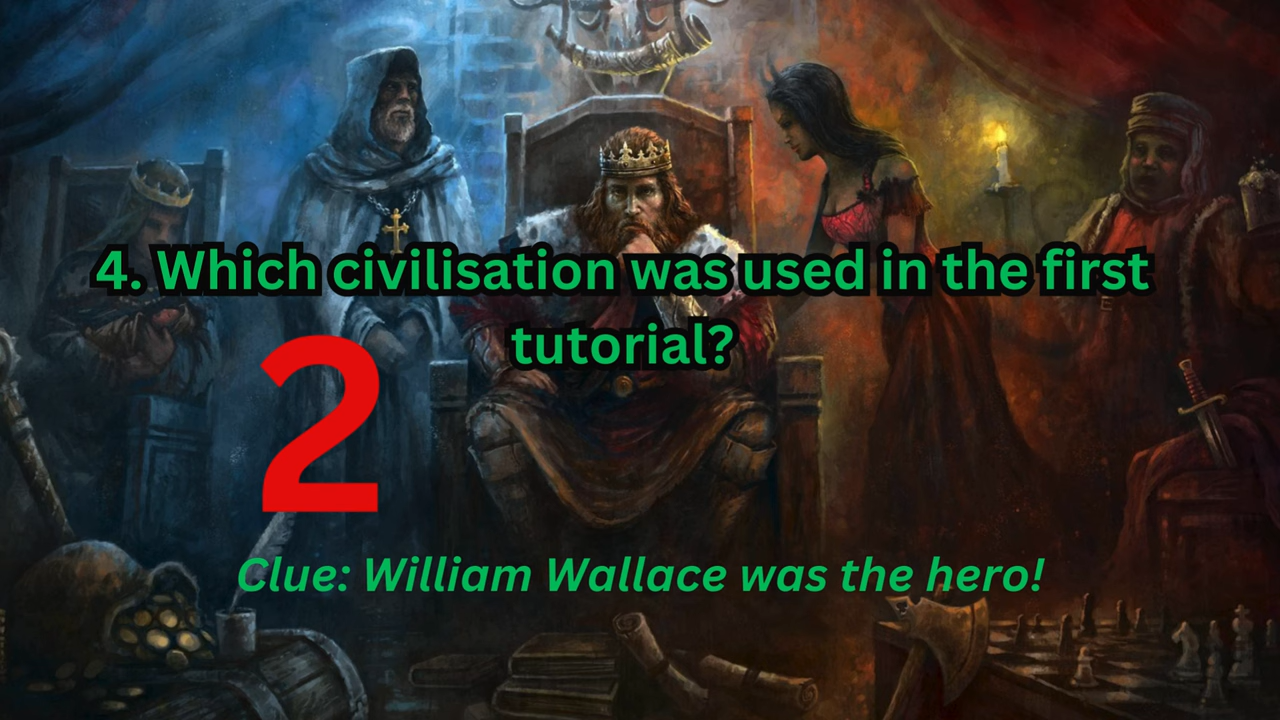 4. Which civilisation was used in the first
tutorial?
2
Clue: William Wallace was the hero!